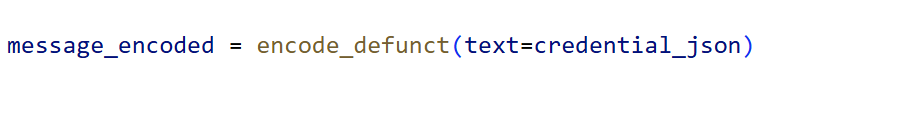 message_encoded = encode_defunct(text=credential_json)